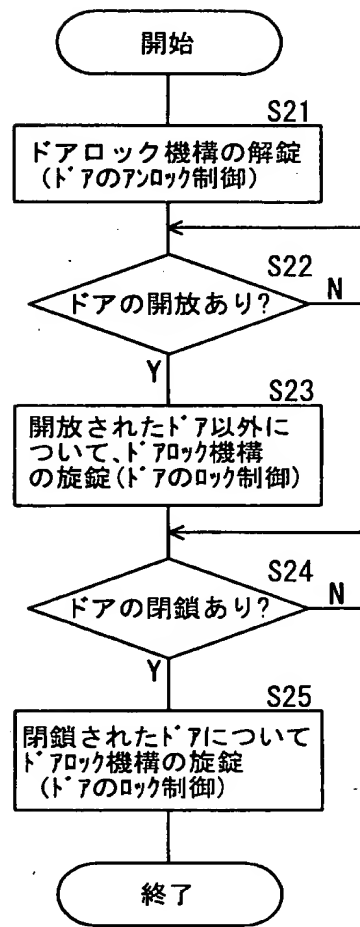 開始
S21
ドアロック機構の解錠
(ドアのアンロック制御)
S22
ドアの開放あり?
N
Y
S23
開放されたドア以外に
ついて、ドアロック機構
の旋錠(ドアのロック制御)
S24
ドアの閉鎖あり?
N
Y
S25
閉鎖されたドアについて
ドアロック機構の旋錠
(ドアのロック制御)
終了